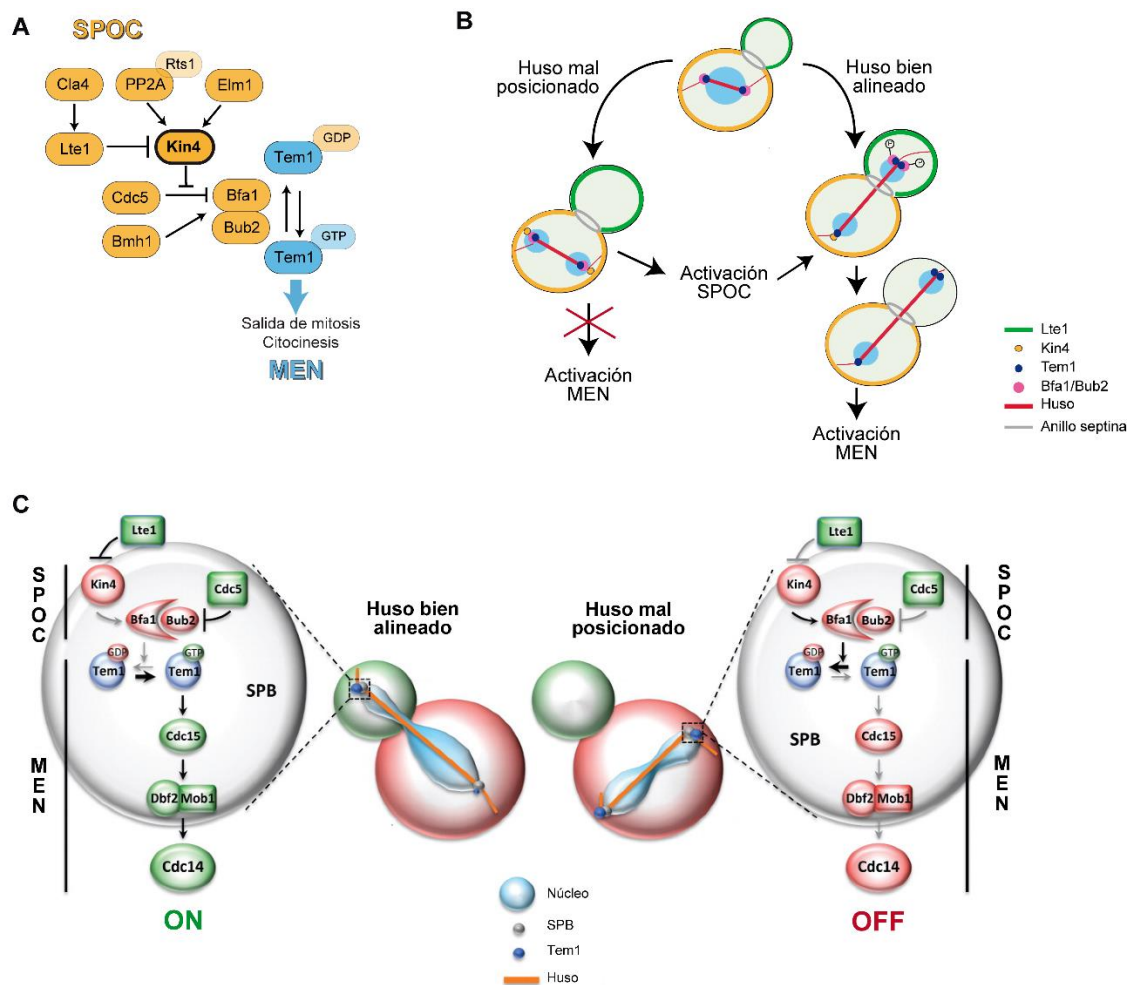 A
SPOC
Cla4
PP2A
Rts1
Elm1
Lte1
Kin4
Tem1
GDP
Cdc5
Bfa1
Bmh1
Bub2
Tem1
GTP
Salida de mitosis
Citocinesis
MEN
B
Huso mal
posicionado
Huso bien
alineado
P
P
Activación
SPOC
Activación
MEN
Activación
MEN
Lte1
Kin4
Tem1
Bfa1/Bub2
Huso
Anillo septina
C
SPOC
MEN
Lte1
Kin4
Cdc5
Bfa1
Bub2
GDP
Tem1
GTP
Tem1
SPB
Cdc15
Dbf2
Mob1
Cdc14
ON
Huso bien
alineado
Huso mal
posicionado
Núcleo
SPB
Tem1
Huso
Lte1
Kin4
Cdc5
Bfa1
Bub2
GDP
Tem1
GTP
Tem1
SPB
Cdc15
Dbf2
Mob1
Cdc14
OFF
SPOC
MEN